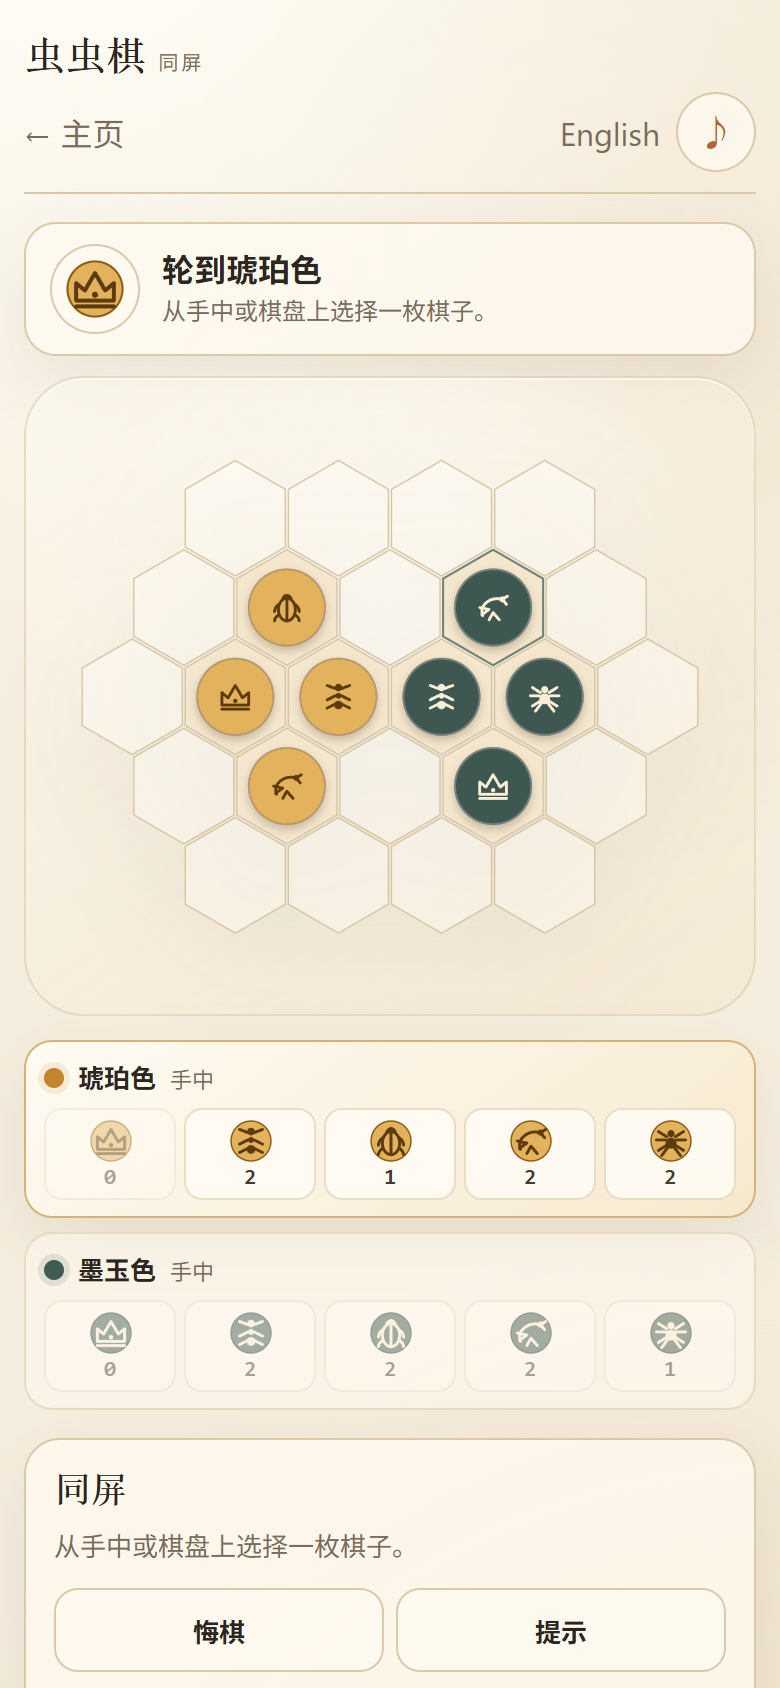 虫虫棋 同屏
← 主页 English
轮到琥珀色
从手中或棋盘上选择一枚棋子。
琥珀色 手中
0 2 1 2 2
墨玉色 手中
0 2 2 2 1
同屏
从手中或棋盘上选择一枚棋子。
悔棋 提示